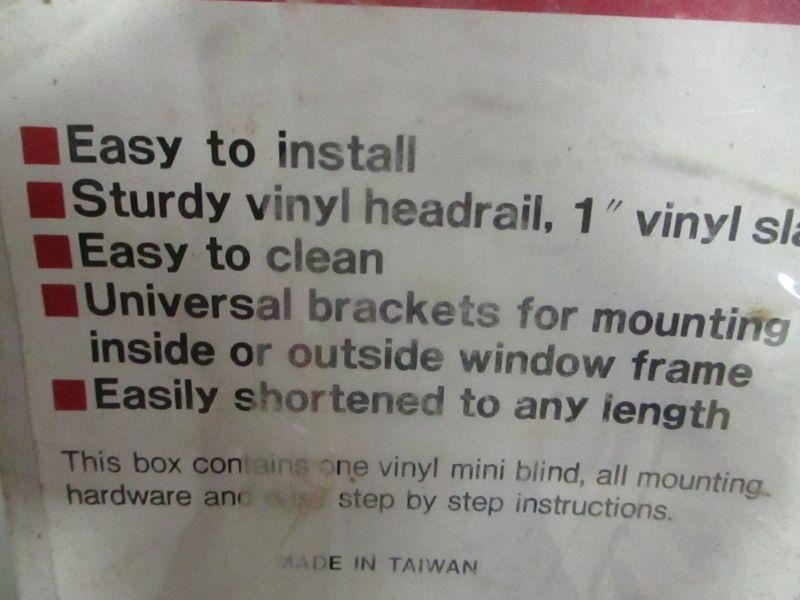 Easy to install
Sturdy vinyl headrail, 1" vinyl
Easy to clean
Universal brackets for mounting
inside or outside window frame
Easily shortened to any length
This box contains one vinyl mini blind, all mounting
hardware and step by step instructions.
MADE IN TAIWAN